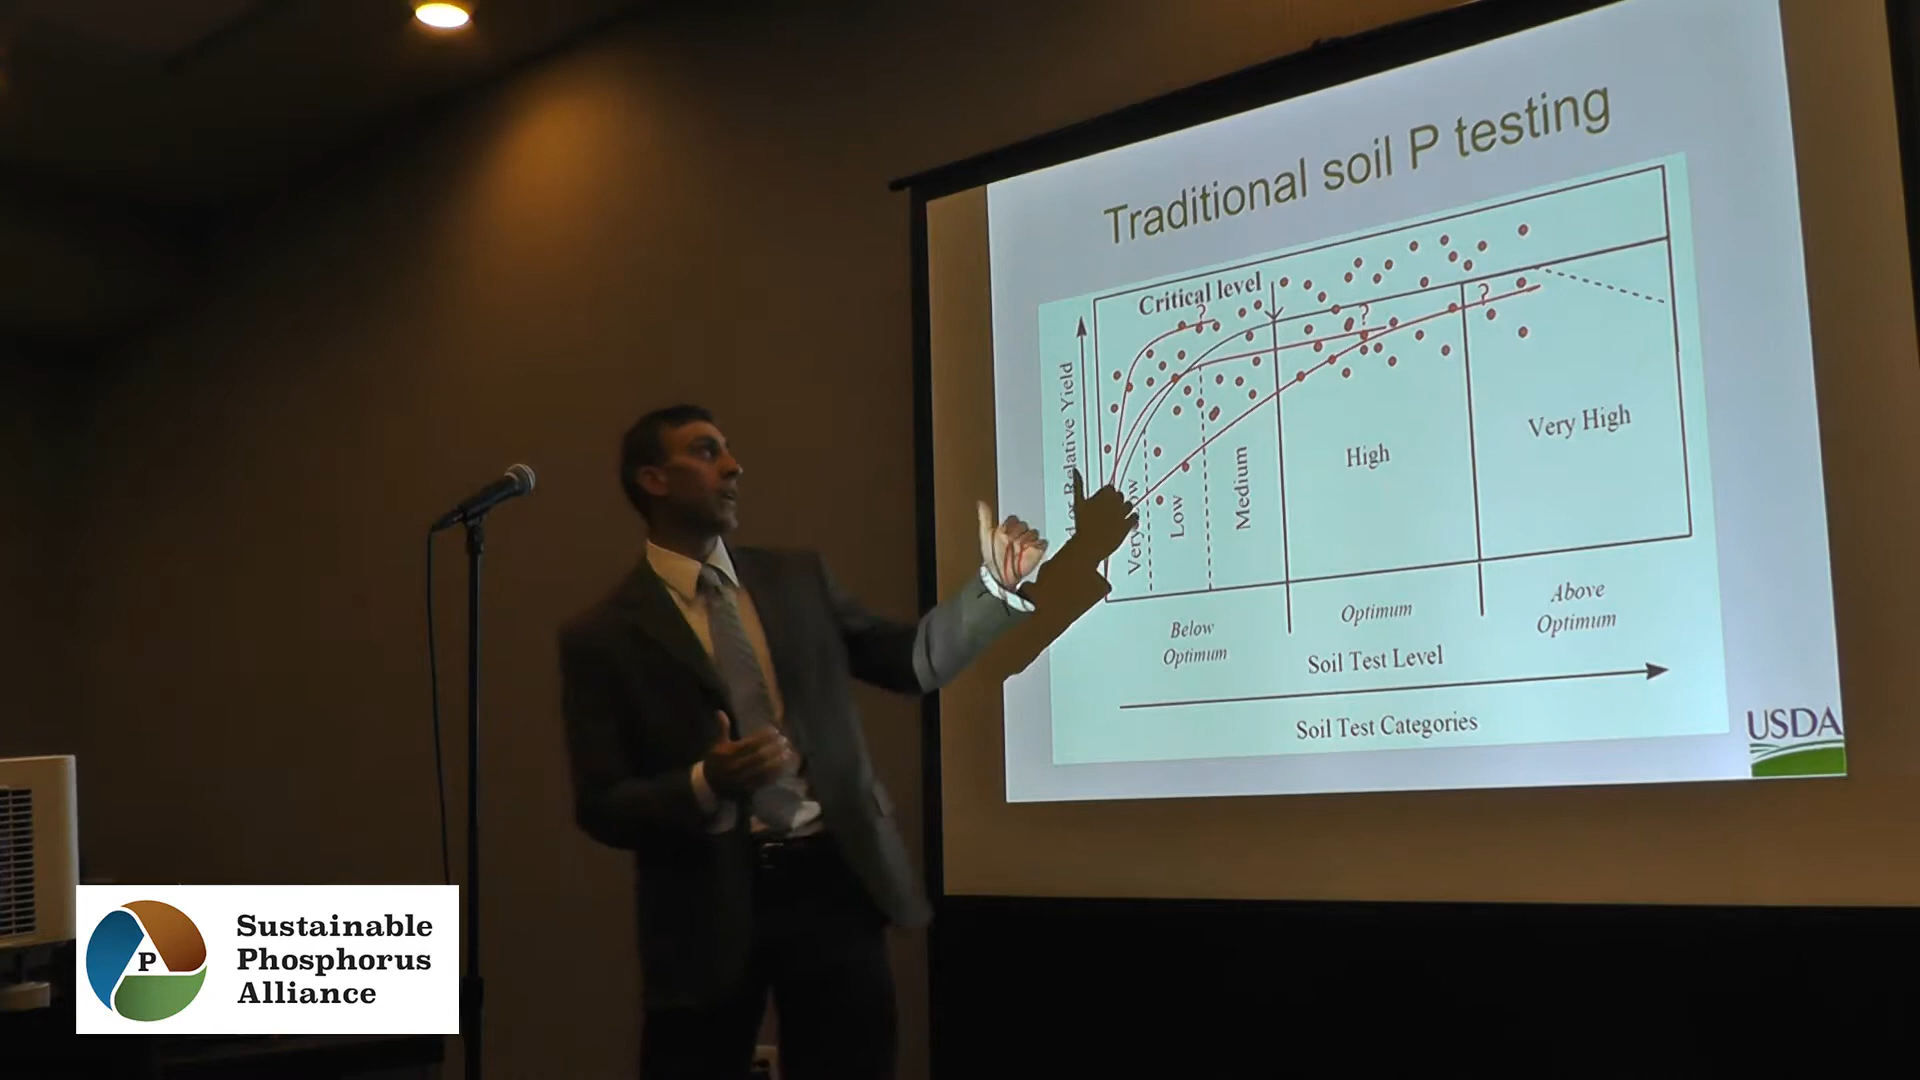 Traditional soil P testing
Critical level
?
?
?
Relative Yield
Very Low
Low
Medium
High
Very High
Below
Optimum
Optimum
Above
Optimum
Soil Test Level
Soil Test Categories
USDA
P
Sustainable
Phosphorus
Alliance